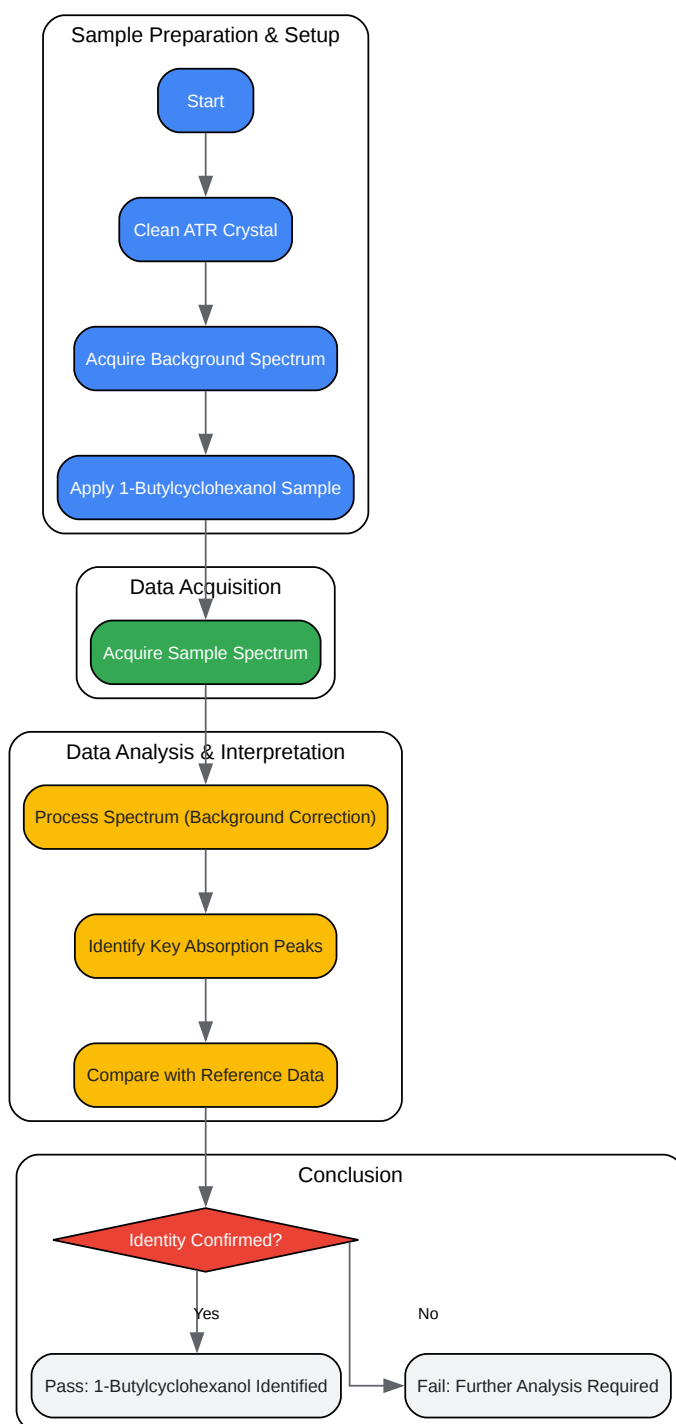 Sample Preparation & Setup
Start
Clean ATR Crystal
Acquire Background Spectrum
Apply 1-Butylcyclohexanol Sample
Data Acquisition
Acquire Sample Spectrum
Data Analysis & Interpretation
Process Spectrum (Background Correction)
Identify Key Absorption Peaks
Compare with Reference Data
Conclusion
Identity Confirmed?
Yes
No
Pass: 1-Butylcyclohexanol Identified
Fail: Further Analysis Required